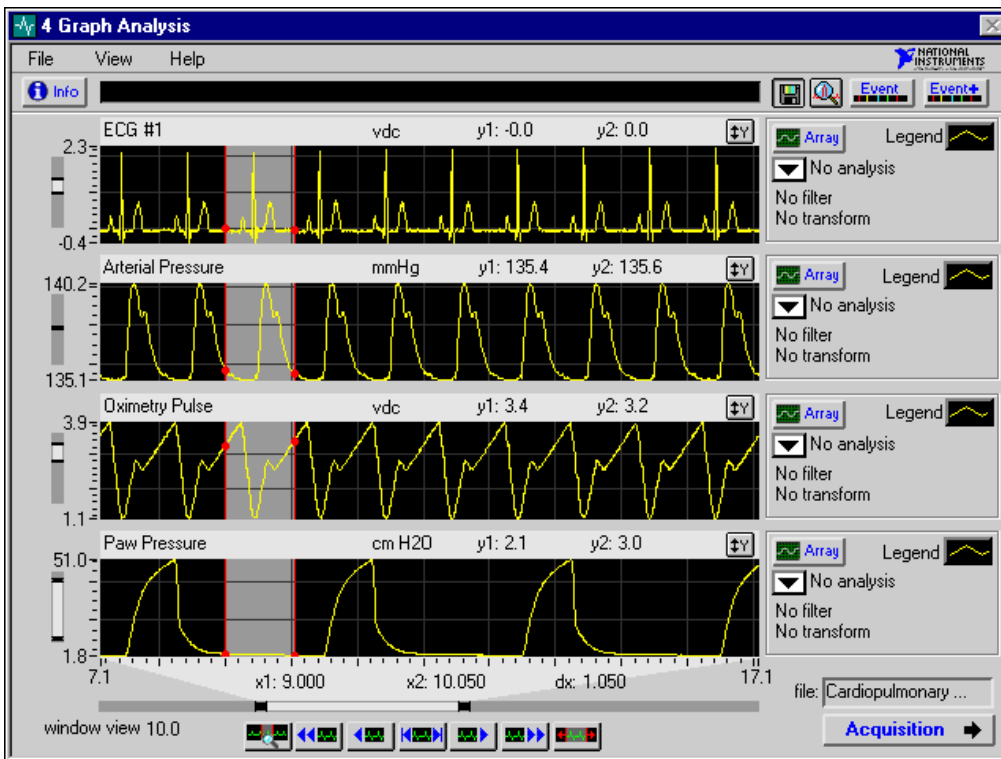 4 Graph Analysis
File View Help
NATIONAL INSTRUMENTS
Info
Event Event+
ECG #1 vdc y1: -0.0 y2: 0.0 Y
2.3
-0.4
Array Legend
No analysis
No filter
No transform
Arterial Pressure mmHg y1: 135.4 y2: 135.6 Y
140.2
135.1
Array Legend
No analysis
No filter
No transform
Oximetry Pulse vdc y1: 3.4 y2: 3.2 Y
3.9
1.1
Array Legend
No analysis
No filter
No transform
Paw Pressure cm H2O y1: 2.1 y2: 3.0 Y
51.0
1.8
Array Legend
No analysis
No filter
No transform
7.1 x1: 9.000 x2: 10.050 dx: 1.050 17.1
file: Cardiopulmonary ...
window view 10.0
Acquisition